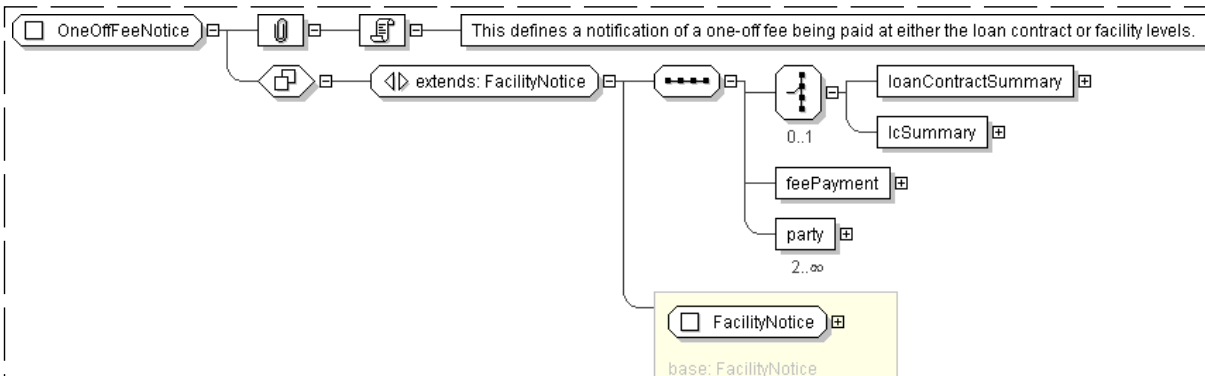 OneOffFeeNotice
This defines a notification of a one-off fee being paid at either the loan contract or facility levels.
extends: FacilityNotice
loanContractSummary
0..1
lcSummary
feePayment
party
2..∞
FacilityNotice
base: FacilityNotice